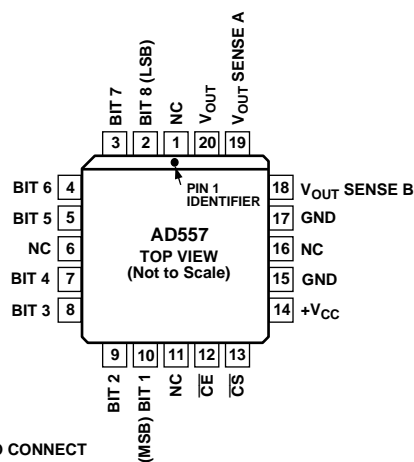 BIT 7
BIT 8 (LSB)
NC
VOUT
VOUT SENSE A
3
2
1
20
19
BIT 6 4
BIT 5 5
NC 6
BIT 4 7
BIT 3 8
PIN 1
IDENTIFIER
AD557
TOP VIEW
(Not to Scale)
18 VOUT SENSE B
17 GND
16 NC
15 GND
14 +VCC
9
10
11
12
13
BIT 2
(MSB) BIT 1
NC
CE
CS
CONNECT